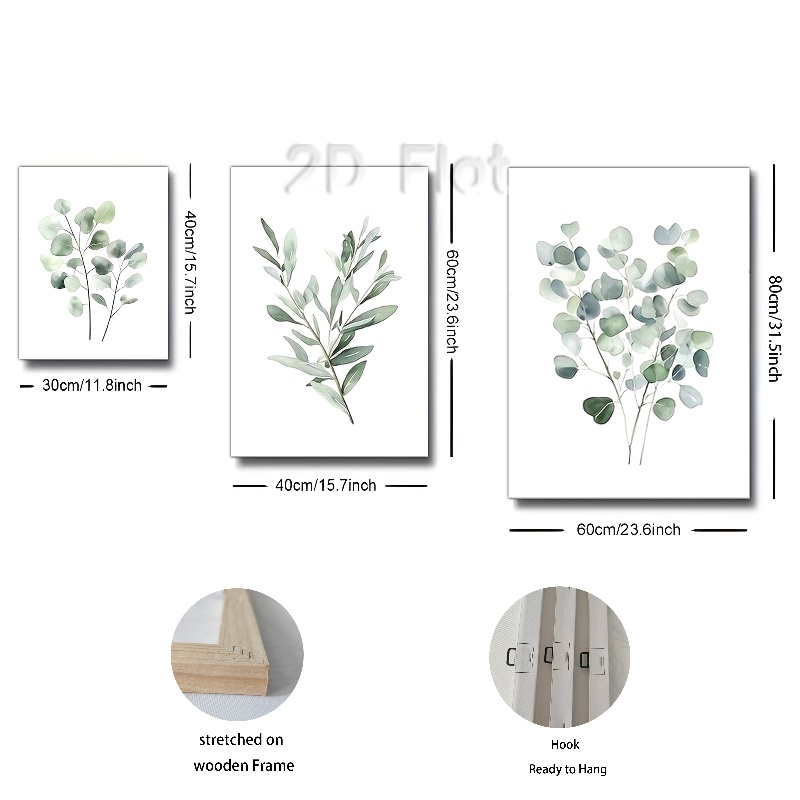 2D Flat
40cm/15.7inch
60cm/23.6inch
80cm/31.5inch
30cm/11.8inch
40cm/15.7inch
60cm/23.6inch
stretched on
wooden Frame
Hook
Ready to Hang